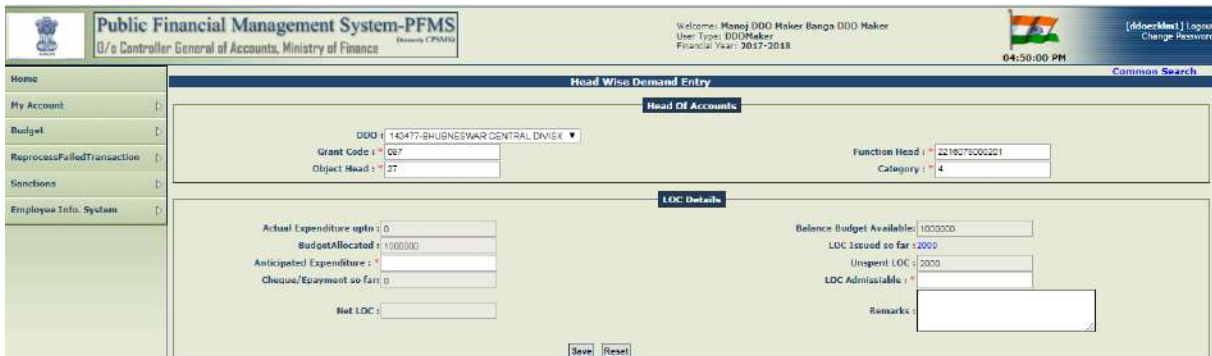 Public Financial Management System-PFMS
(Formerly CPSMS)
O/o Controller General of Accounts, Ministry of Finance
Welcome: Manoj DDO Maker Banga DDO Maker
User Type: DDOMaker
Financial Year: 2017-2018
04:50:00 PM
[ddoezklm1] Logout
Change Password
Common Search
Home
My Account
Budget
ReprocessFailedTransaction
Sanctions
Employee Info. System
Head Wise Demand Entry
Head Of Accounts
DDO : 143477-BHUBNESWAR CENTRAL DIVISI
Grant Code : * 087
Function Head : *
Object Head : * 27
Category : * 4
LOC Details
Actual Expenditure upto : 0
Balance Budget Available: 1000000
BudgetAllocated : 1000000
LOC Issued so far :2000
Anticipated Expenditure : *
Unspent LOC : 2000
Cheque/Epayment so far: 0
LOC Admissiable : *
Net LOC :
Remarks :
Save Reset